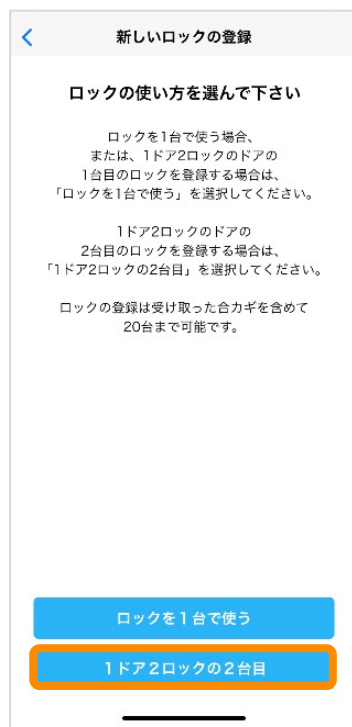 新しいロックの登録
ロックの使い方を選んで下さい
ロックを1台で使う場合、
または、1ドア2ロックのドアの
1台目のロックを登録する場合は、
「ロックを1台で使う」を選択してください。
1ドア2ロックのドアの
2台目のロックを登録する場合は、
「1ドア2ロックの2台目」を選択してください。
ロックの登録は受け取った合カギを含めて
20台まで可能です。
ロックを１台で使う
１ドア２ロックの２台目